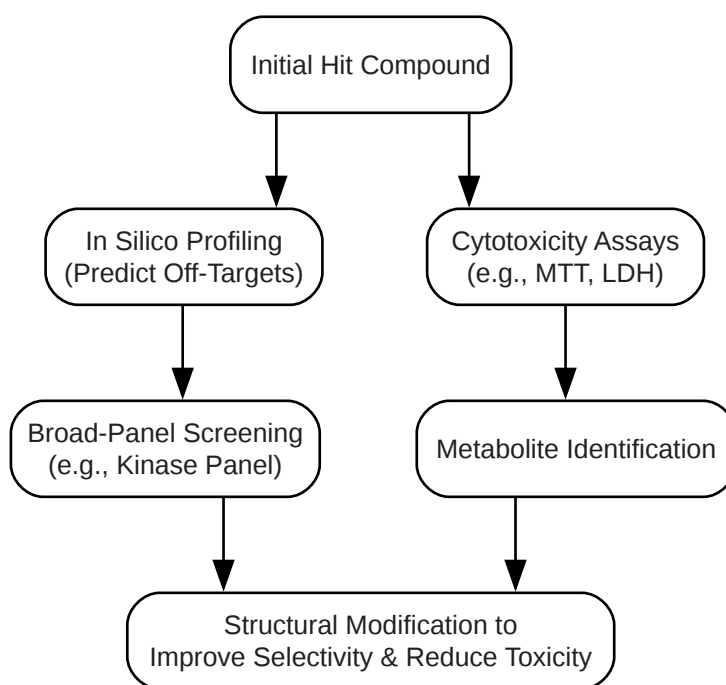 Initial Hit Compound
In Silico Profiling
(Predict Off-Targets)
Cytotoxicity Assays
(e.g., MTT, LDH)
Broad-Panel Screening
(e.g., Kinase Panel)
Metabolite Identification
Structural Modification to
Improve Selectivity & Reduce Toxicity